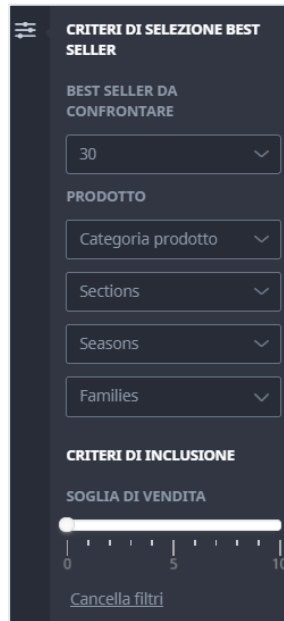 CRITERI DI SELEZIONE BEST
SELLER
BEST SELLER DA
CONFRONTARE
30
PRODOTTO
Categoria prodotto
Sections
Seasons
Families
CRITERI DI INCLUSIONE
SOGLIA DI VENDITA
0 5 10
Cancella filtri